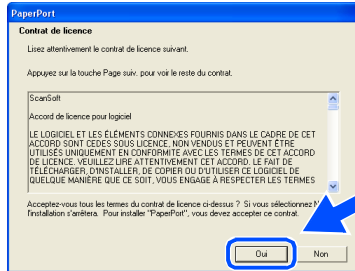 PaperPort
Contrat de licence
Lisez attentivement le contrat de licence suivant.
Appuyez sur la touche Page suiv. pour voir le reste du contrat.
ScanSoft
Accord de licence pour logiciel
LE LOGICIEL ET LES ÉLÉMENTS CONNEXES FOURNIS DANS LE CADRE DE CET
ACCORD SONT CEDES SOUS LICENCE, NON VENDUS ET PEUVENT ÊTRE
UTILISÉS UNIQUEMENT EN CONFORMITE AVEC LES TERMES DE CET ACCORD
DE LICENCE. VEUILLEZ LIRE ATTENTIVEMENT CET ACCORD. LE FAIT DE
TÉLÉCHARGER, D'INSTALLER, DE COPIER OU D'UTILISER CE LOGICIEL DE
QUELQUE MANIÈRE QUE CE SOIT, VOUS ENGAGE À RESPECTER LES TERMES
Acceptez-vous tous les termes du contrat de licence ci-dessus ? Si vous sélectionnez
l'installation s'arrêtera. Pour installer "PaperPort", vous devez accepter ce contrat.
Oui
Non